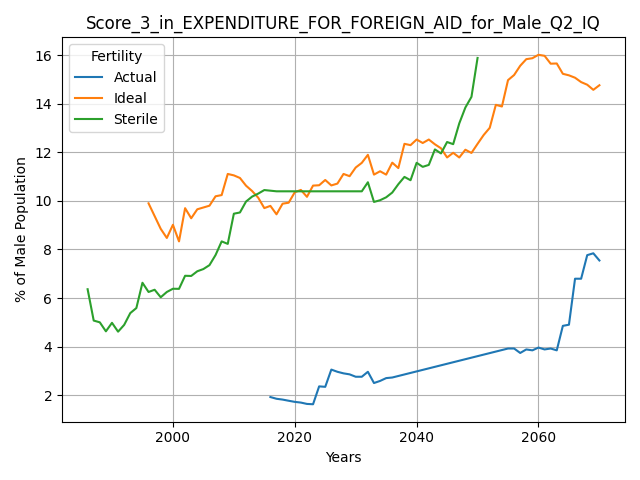 Score_3_in_EXPENDITURE_FOR_FOREIGN_AID_for_Male_Q2_IQ
Fertility
Actual
Ideal
Sterile
% of Male Population
16
14
12
10
8
6
4
2
2000 2020 2040 2060
Years